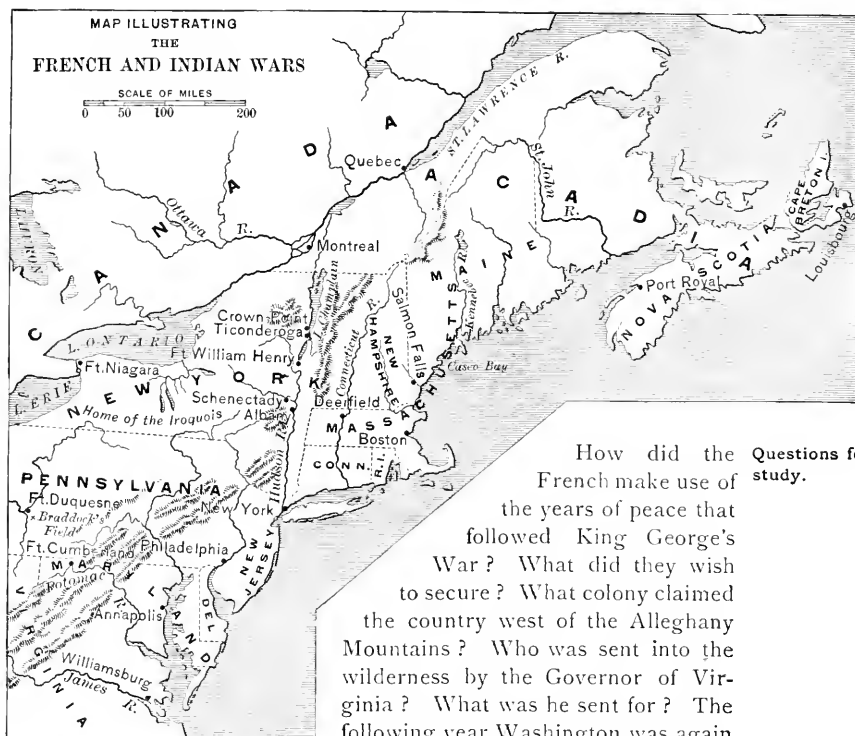 MAP ILLUSTRATING
THE
FRENCH AND INDIAN WARS
SCALE OF MILES
0 50 100 200
CANADA
ACADIA
ST. LAWRENCE R.
Quebec
St. John
R.
Ottawa
R.
Montreal
HURON
CAPE
BRETON I.
Louisbourg
NOVA SCOTIA
Port Royal
MAINE
MASSACHUSETTS
Kennebec R.
L. Champlain
Crown Point
Ticonderoga
Ft. William Henry
L. ONTARIO
Ft. Niagara
L. ERIE
NEW YORK
Home of the Iroquois
Schenectady
Albany
Connecticut R.
NEW
HAMPSHIRE
Salmon Falls
Casco Bay
Deerfield
MASS
Boston
CONN.
R.I.
Hudson R.
PENNSYLVANIA
Ft. Duquesne
Braddock's
Field
New York
Ft. Cumberland
Philadelphia
NEW
JERSEY
MARYLAND
Potomac
R.
Annapolis
DEL.
VIRGINIA
Williamsburg
James R.
How did the
French make use of
the years of peace that
followed King George's
War ? What did they wish
to secure ? What colony claimed
the country west of the Alleghany
Mountains ? Who was sent into the
wilderness by the Governor of Vir-
ginia ? What was he sent for ? The
following year Washington was again
Questions fo
study.